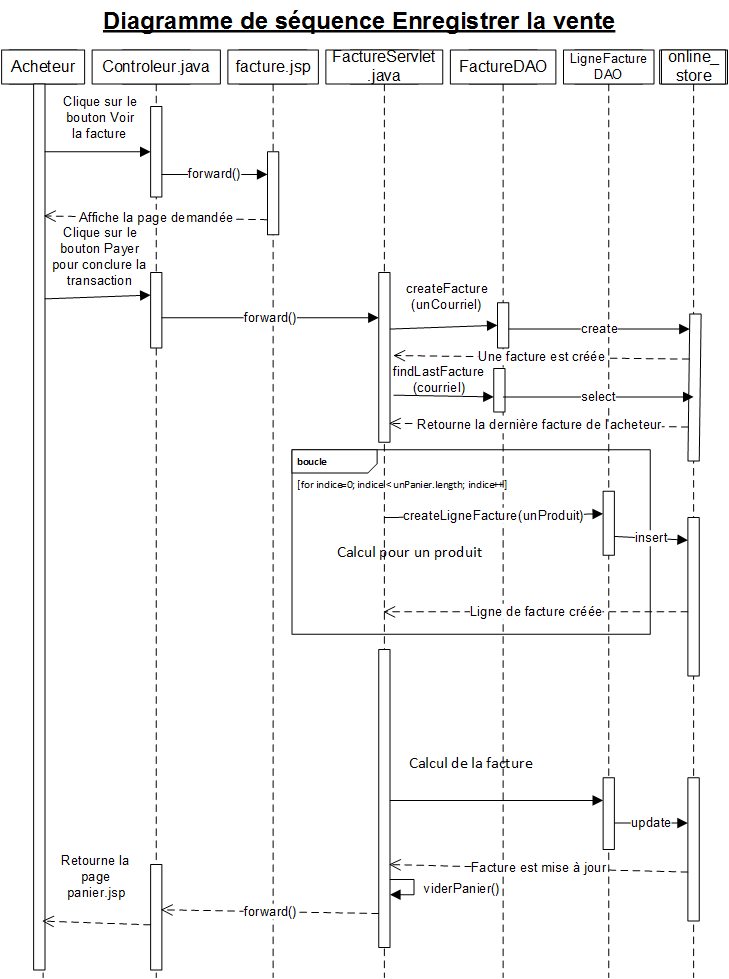 Diagramme de séquence Enregistrer la vente
Acheteur
Controleur.java
facture.jsp
FactureServlet
.java
FactureDAO
LigneFacture
DAO
online_
store
Clique sur le
bouton Voir
la facture
forward()
Affiche la page demandée
Clique sur le
bouton Payer
pour conclure la
transaction
createFacture
(unCourriel)
forward()
create
Une facture est créée
findLastFacture
(courriel)
select
Retourne la dernière facture de l'acheteur
boucle
[for indice=0; indice<unPanier.length; indice++]
createLigneFacture(unProduit)
insert
Calcul pour un produit
Ligne de facture créée
Calcul de la facture
update
Facture est mise à jour
Retourne la
page
panier.jsp
viderPanier()
forward()